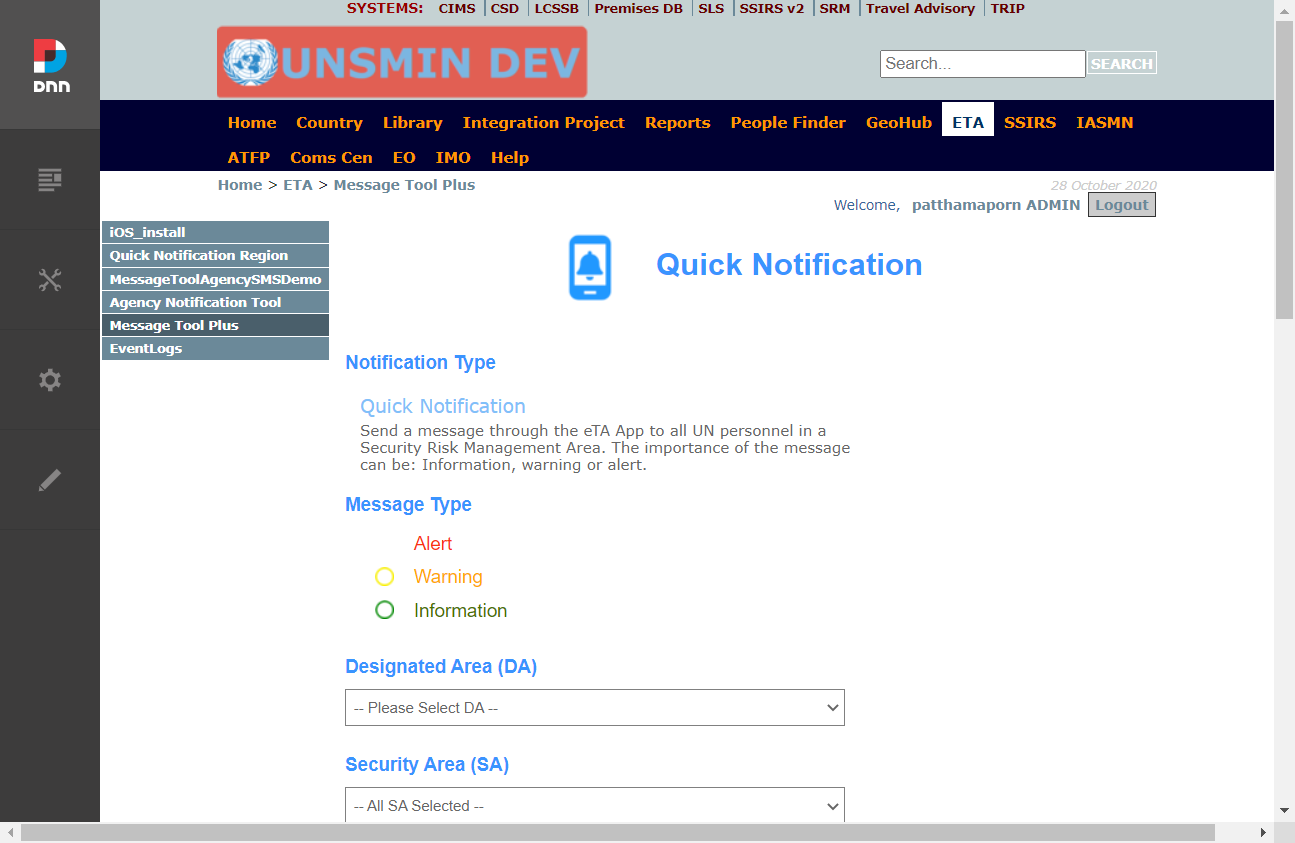 SYSTEMS: CIMS CSD LCSSB Premises DB SLS SSIRS v2 SRM Travel Advisory TRIP
DNN
UNSMIN DEV
Search...
SEARCH
Home Country Library Integration Project Reports People Finder GeoHub ETA SSIRS IASMN
ATFP Coms Cen EO IMO Help
Home > ETA > Message Tool Plus
28 October 2020
Welcome, patthamaporn ADMIN Logout
iOS_install
Quick Notification Region
MessageToolAgencySMSDemo
Agency Notification Tool
Message Tool Plus
EventLogs
Quick Notification
Notification Type
Quick Notification
Send a message through the eTA App to all UN personnel in a
Security Risk Management Area. The importance of the message
can be: Information, warning or alert.
Message Type
Alert
Warning
Information
Designated Area (DA)
-- Please Select DA --
Security Area (SA)
-- All SA Selected --